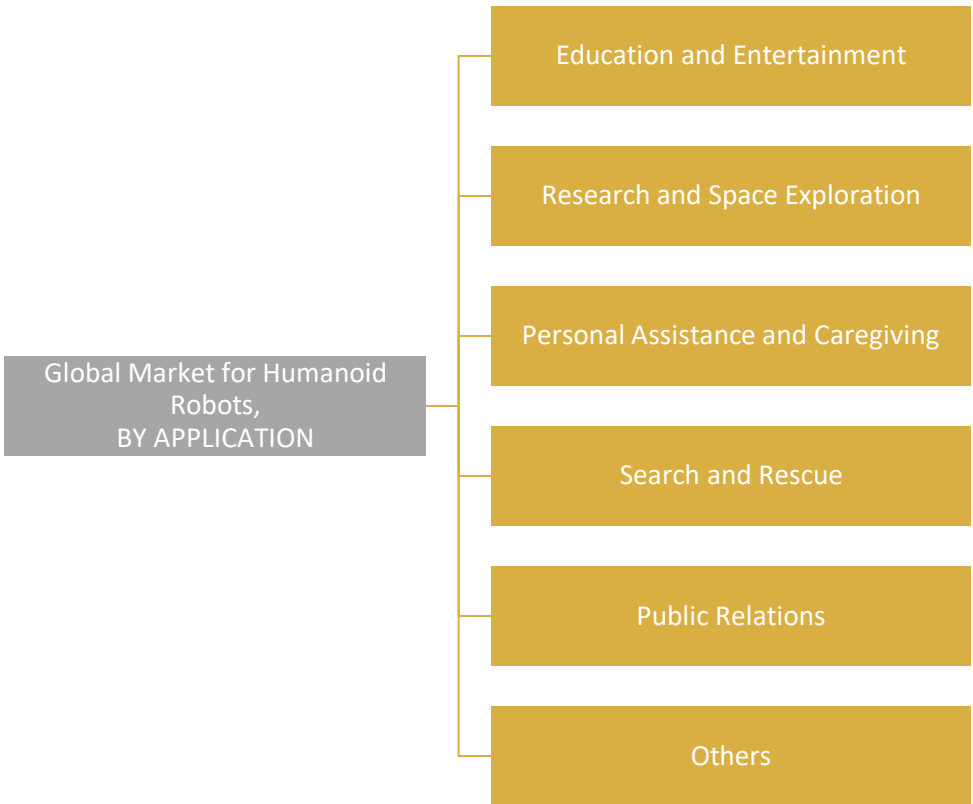 Education and Entertainment
Research and Space Exploration
Personal Assistance and Caregiving
Global Market for Humanoid
Robots,
BY APPLICATION
Search and Rescue
Public Relations
Others